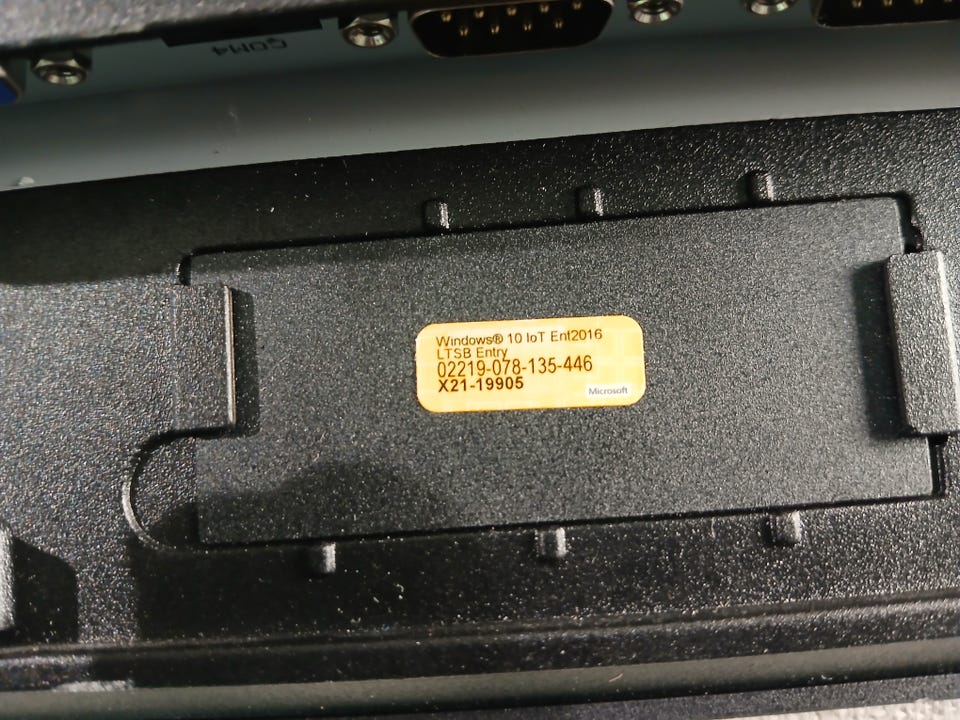 COM4
Windows® 10 IoT Ent2016
LTSB Entry
02219-078-135-446
X21-19905
Microsoft